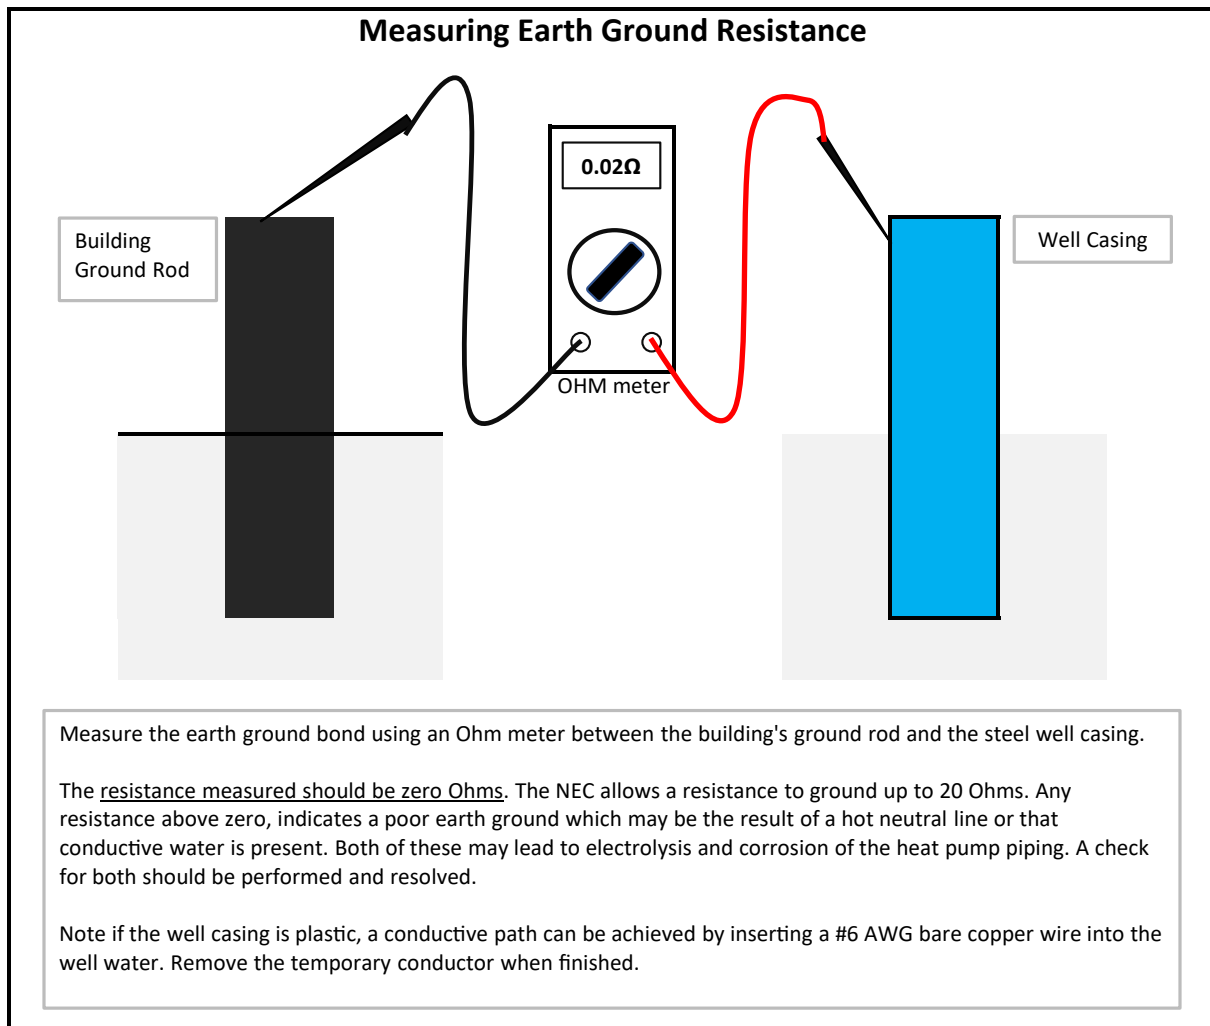 Measuring Earth Ground Resistance
0.02Ω
Building
Ground Rod
Well Casing
OHM meter
Measure the earth ground bond using an Ohm meter between the building's ground rod and the steel well casing.
The resistance measured should be zero Ohms. The NEC allows a resistance to ground up to 20 Ohms. Any
resistance above zero, indicates a poor earth ground which may be the result of a hot neutral line or that
conductive water is present. Both of these may lead to electrolysis and corrosion of the heat pump piping. A check
for both should be performed and resolved.
Note if the well casing is plastic, a conductive path can be achieved by inserting a #6 AWG bare copper wire into the
well water. Remove the temporary conductor when finished.